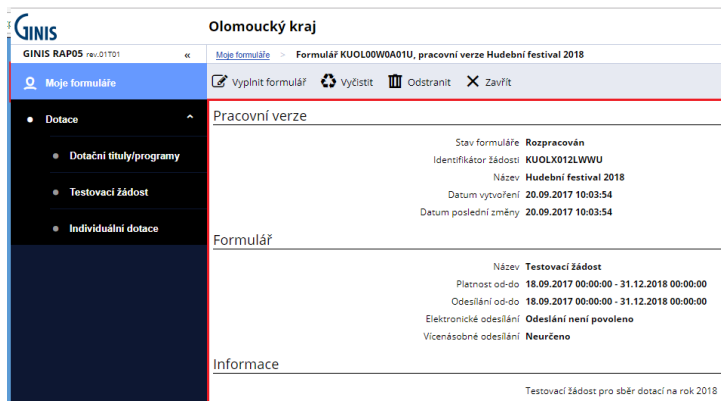 GINIS
Olomoucký kraj
GINIS RAP05 rev.01T01 «
Moje formuláře > Formulář KUOL00W0A01U, pracovní verze Hudební festival 2018
Moje formuláře
Vyplnit formulář Vyčistit Odstranit Zavřít
Dotace
Dotační tituly/programy
Testovací žádost
Individuální dotace
Pracovní verze
Stav formuláře Rozpracován
Identifikátor žádosti KUOLX012LWWU
Název Hudební festival 2018
Datum vytvoření 20.09.2017 10:03:54
Datum poslední změny 20.09.2017 10:03:54
Formulář
Název Testovací žádost
Platnost od-do 18.09.2017 00:00:00 - 31.12.2018 00:00:00
Odesílání od-do 18.09.2017 00:00:00 - 31.12.2018 00:00:00
Elektronické odesílání Odeslání není povoleno
Vícenásobné odesílání Neurčeno
Informace
Testovací žádost pro sběr dotací na rok 2018